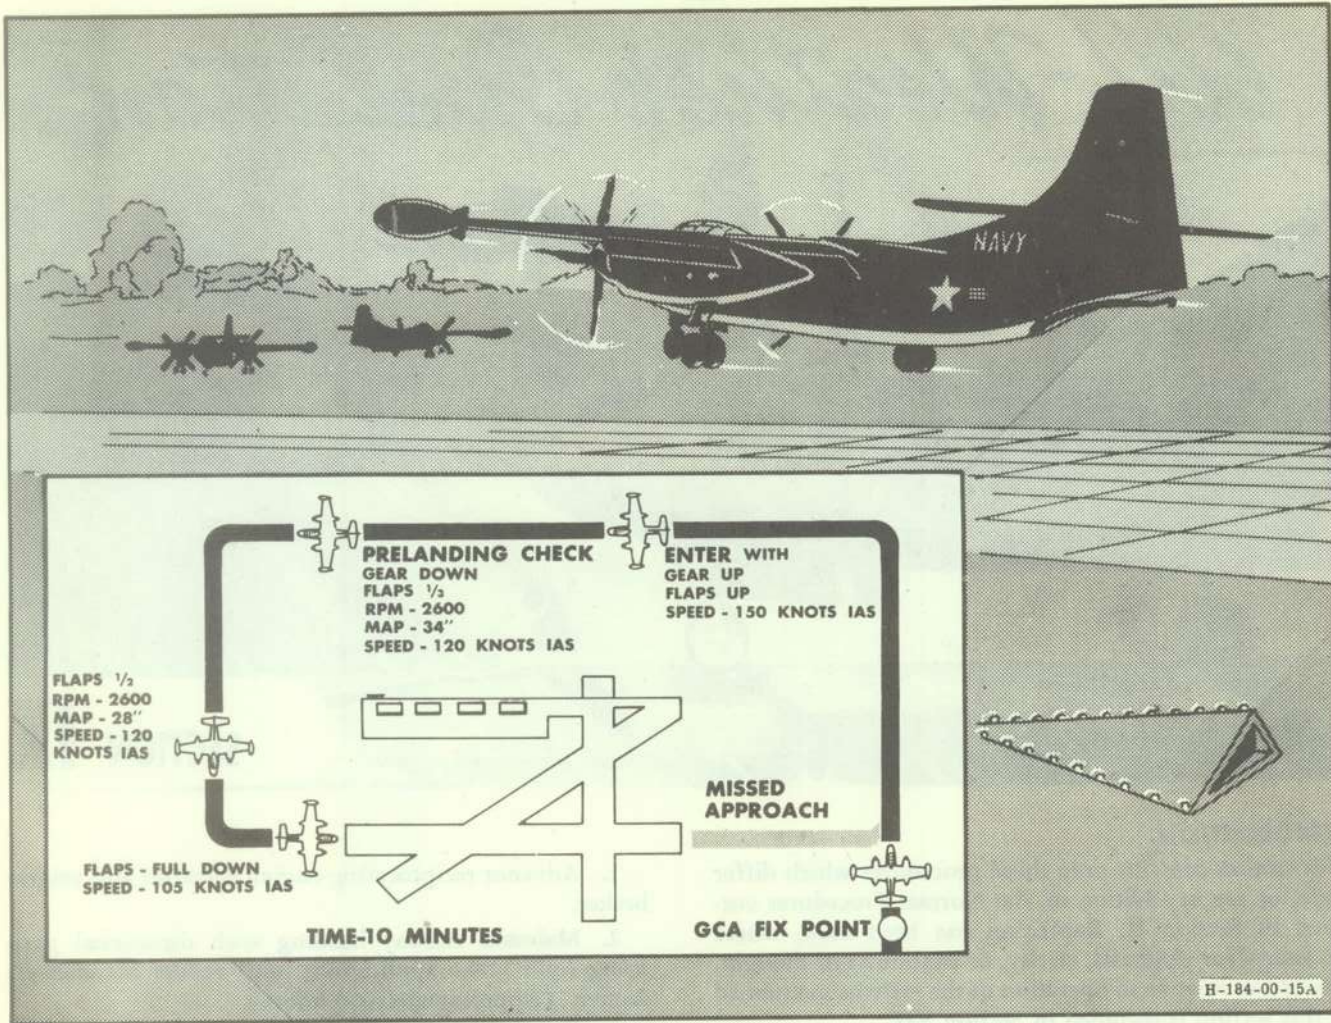 NAVY
PRELANDING CHECK
GEAR DOWN
FLAPS 1/2
RPM - 2600
MAP - 34"
SPEED - 120 KNOTS IAS
ENTER WITH
GEAR UP
FLAPS UP
SPEED - 150 KNOTS IAS
FLAPS 1/2
RPM - 2600
MAP - 28"
SPEED - 120
KNOTS IAS
MISSED
APPROACH
FLAPS - FULL DOWN
SPEED - 105 KNOTS IAS
TIME-10 MINUTES
GCA FIX POINT
H-184-00-15A